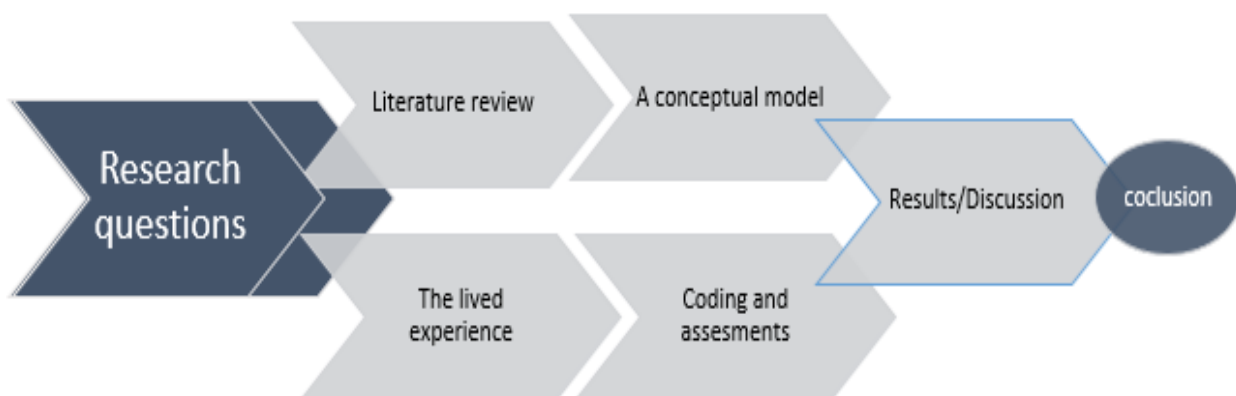 Research
questions
Literature review
A conceptual model
The lived
experience
Coding and
assesments
Results/Discussion
coclusion